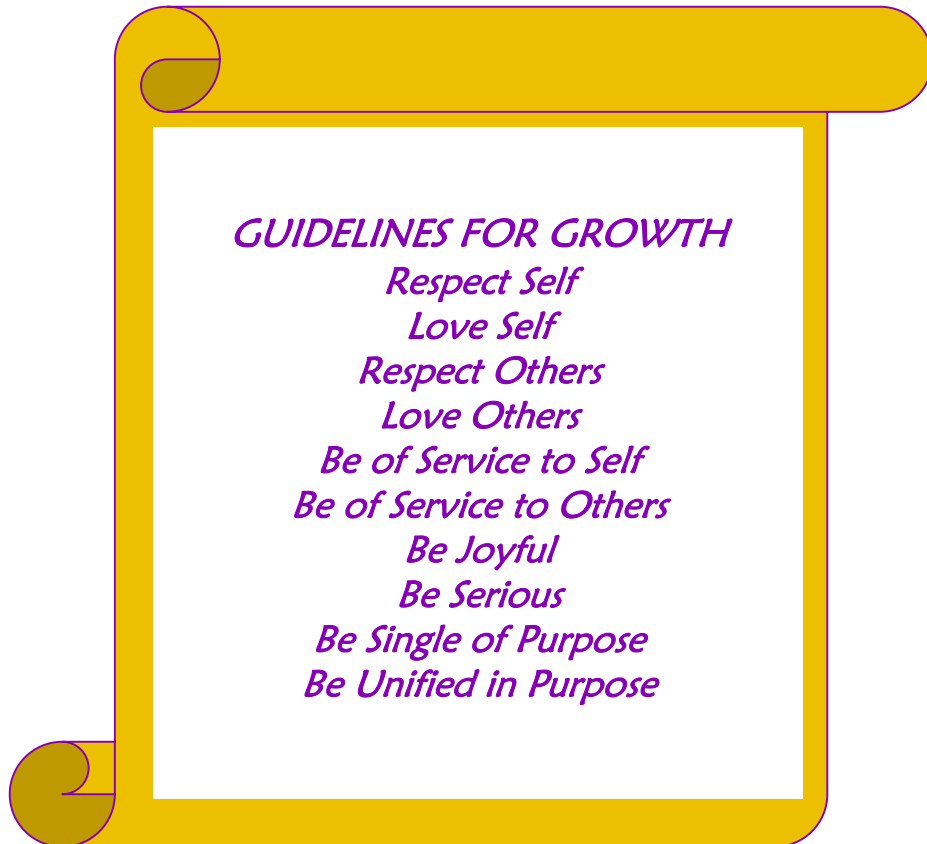 GUIDELINES FOR GROWTH
Respect Self
Love Self
Respect Others
Love Others
Be of Service to Self
Be of Service to Others
Be Joyful
Be Serious
Be Single of Purpose
Be Unified in Purpose